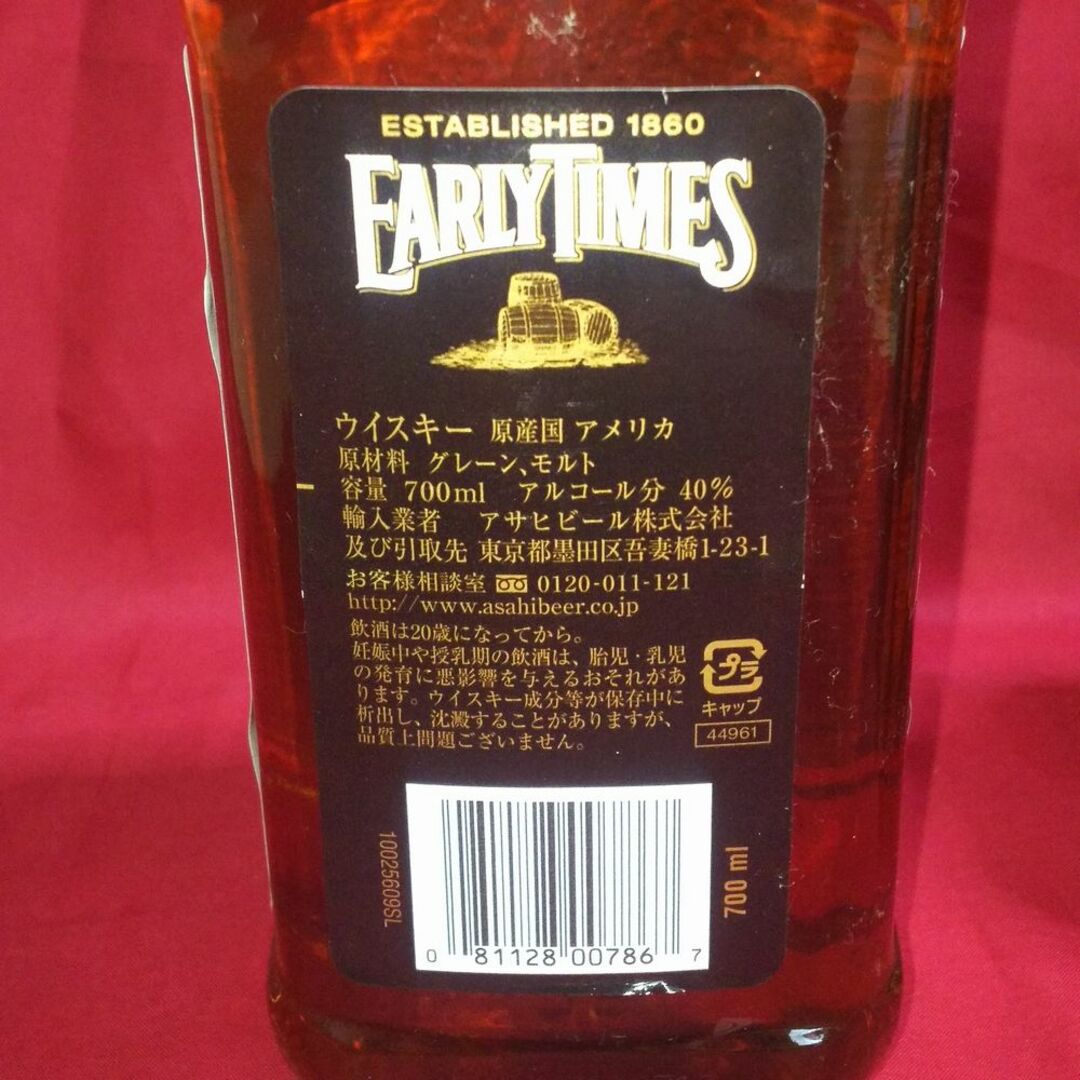 ESTABLISHED 1860
EARLY TIMES
ウイスキー 原産国 アメリカ
原材料 グレーン、モルト
容量 700ml アルコール分 40%
輸入業者 アサヒビール株式会社
及び引取先 東京都墨田区吾妻橋1-23-1
お客様相談室 0120-011-121
http://www.asahibeer.co.jp
飲酒は20歳になってから。
妊娠中や授乳期の飲酒は、胎児・乳児
の発育に悪影響を与えるおそれがあ
ります。ウイスキー成分等が保存中に
析出し、沈澱することがありますが、
品質上問題ございません。
プラ
キャップ
44961
10025609SL
700 ml
0 81128 00786 7